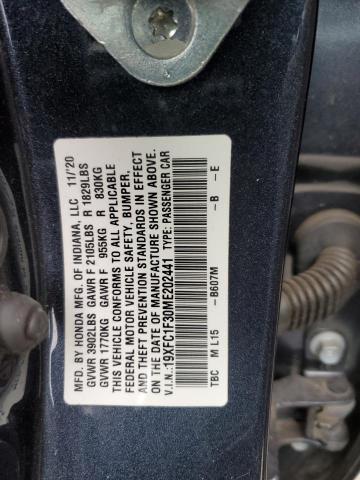 MFD. BY HONDA MFG. OF INDIANA, LLC 11/20
GVWR 3902LBS GAWR F 2105LBS R 1829LBS
GVWR 1770KG GAWR F 955KG R 830KG
THIS VEHICLE CONFORMS TO ALL APPLICABLE
FEDERAL MOTOR VEHICLE SAFETY, BUMPER,
AND THEFT PREVENTION STANDARDS IN EFFECT
ON THE DATE OF MANUFACTURE SHOWN ABOVE.
V.I.N.:19XFC1F30ME202441 TYPE: PASSENGER CAR
TBC M L15 –B607M –B –E